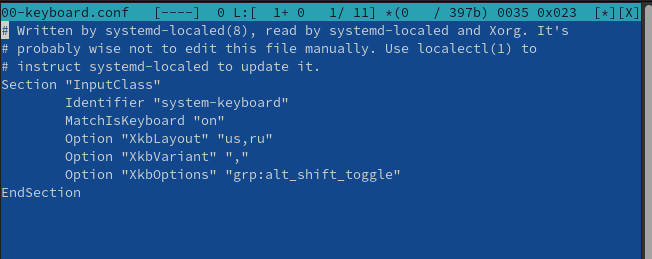 00-keyboard.conf   [----]  0 L:[  1+ 0   1/ 11] *(0   / 397b) 0035 0x023  [*][X]
# Written by systemd-localed(8), read by systemd-localed and Xorg. It's
# probably wise not to edit this file manually. Use localectl(1) to
# instruct systemd-localed to update it.
Section "InputClass"
        Identifier "system-keyboard"
        MatchIsKeyboard "on"
        Option "XkbLayout" "us,ru"
        Option "XkbVariant" ","
        Option "XkbOptions" "grp:alt_shift_toggle"
EndSection